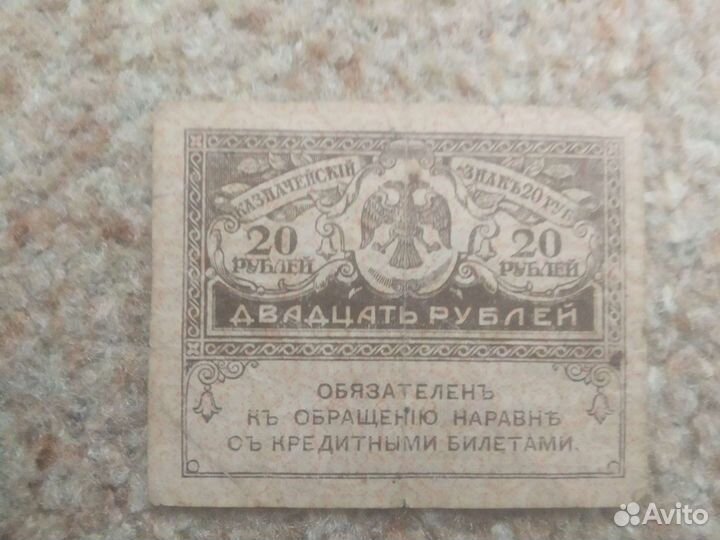 КАЗНАЧЕЙСКІЙ
ЗНАКЪ 20 РУБ.
20
РУБЛЕЙ
20
РУБЛЕЙ
ДВАДЦАТЬ РУБЛЕЙ
ОБЯЗАТЕЛЕНЪ
КЪ ОБРАЩЕНІЮ НАРАВНѢ
СЪ КРЕДИТНЫМИ БИЛЕТАМИ.
Avito